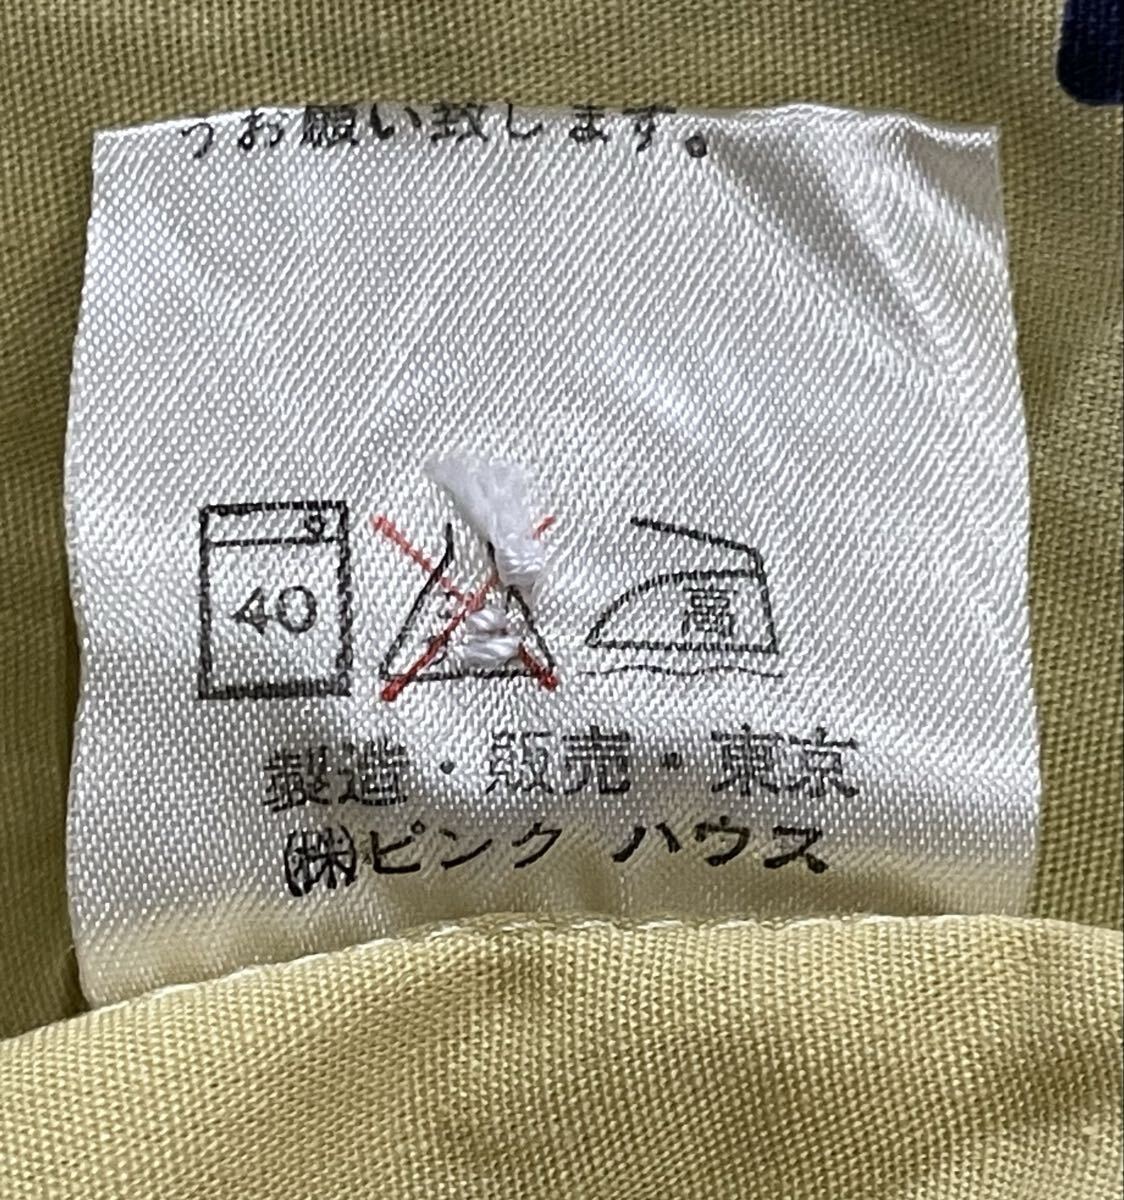 つお願い致します。
40
高
製造・販売・東京
㈱ピンク ハウス